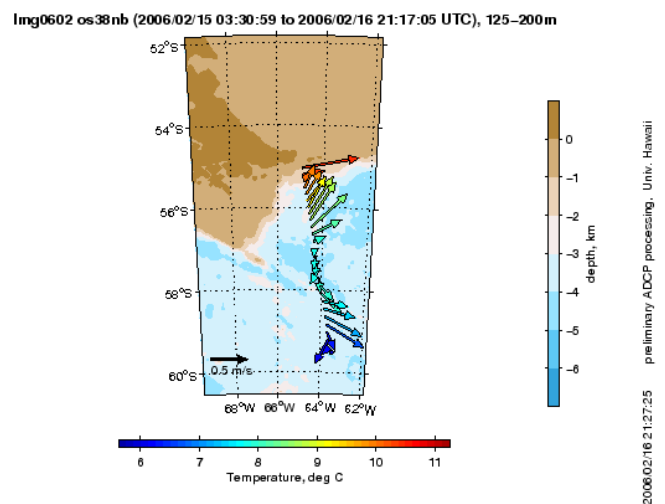 lmg0602 os38nb (2006/02/15 03:30:59 to 2006/02/16 21:17:05 UTC), 125−200m
52°S
54°S
56°S
58°S
60°S
0.5 m/s
68°W
66°W
64°W
62°W
0
−1
−2
−3
−4
−5
−6
depth, km
6
7
8
9
10
11
Temperature, deg C
2006/02/16 21:27:25
preliminary ADCP processing, Univ. Hawaii